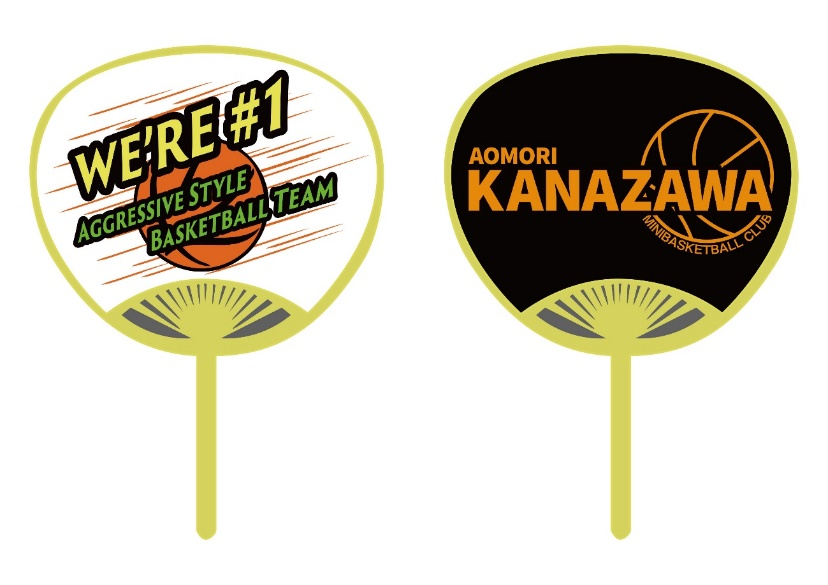 WE'RE #1
AGGRESSIVE STYLE
BASKETBALL TEAM
AOMORI
KANAZAWA
MINIBASKETBALL CLUB